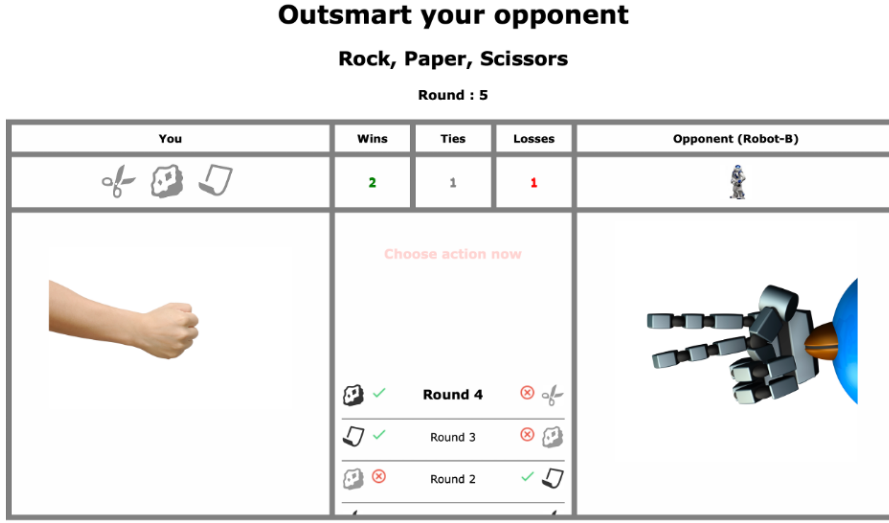 Outsmart your opponent
Rock, Paper, Scissors
Round : 5
You Wins Ties Losses Opponent (Robot-B)
2 1 1
Choose action now
Round 4
Round 3
Round 2